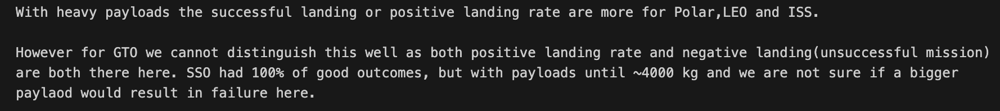 With heavy payloads the successful landing or positive landing rate are more for Polar,LEO and ISS.
However for GTO we cannot distinguish this well as both positive landing rate and negative landing(unsuccessful mission)
are both there here. SSO had 100% of good outcomes, but with payloads until ~4000 kg and we are not sure if a bigger
paylaod would result in failure here.